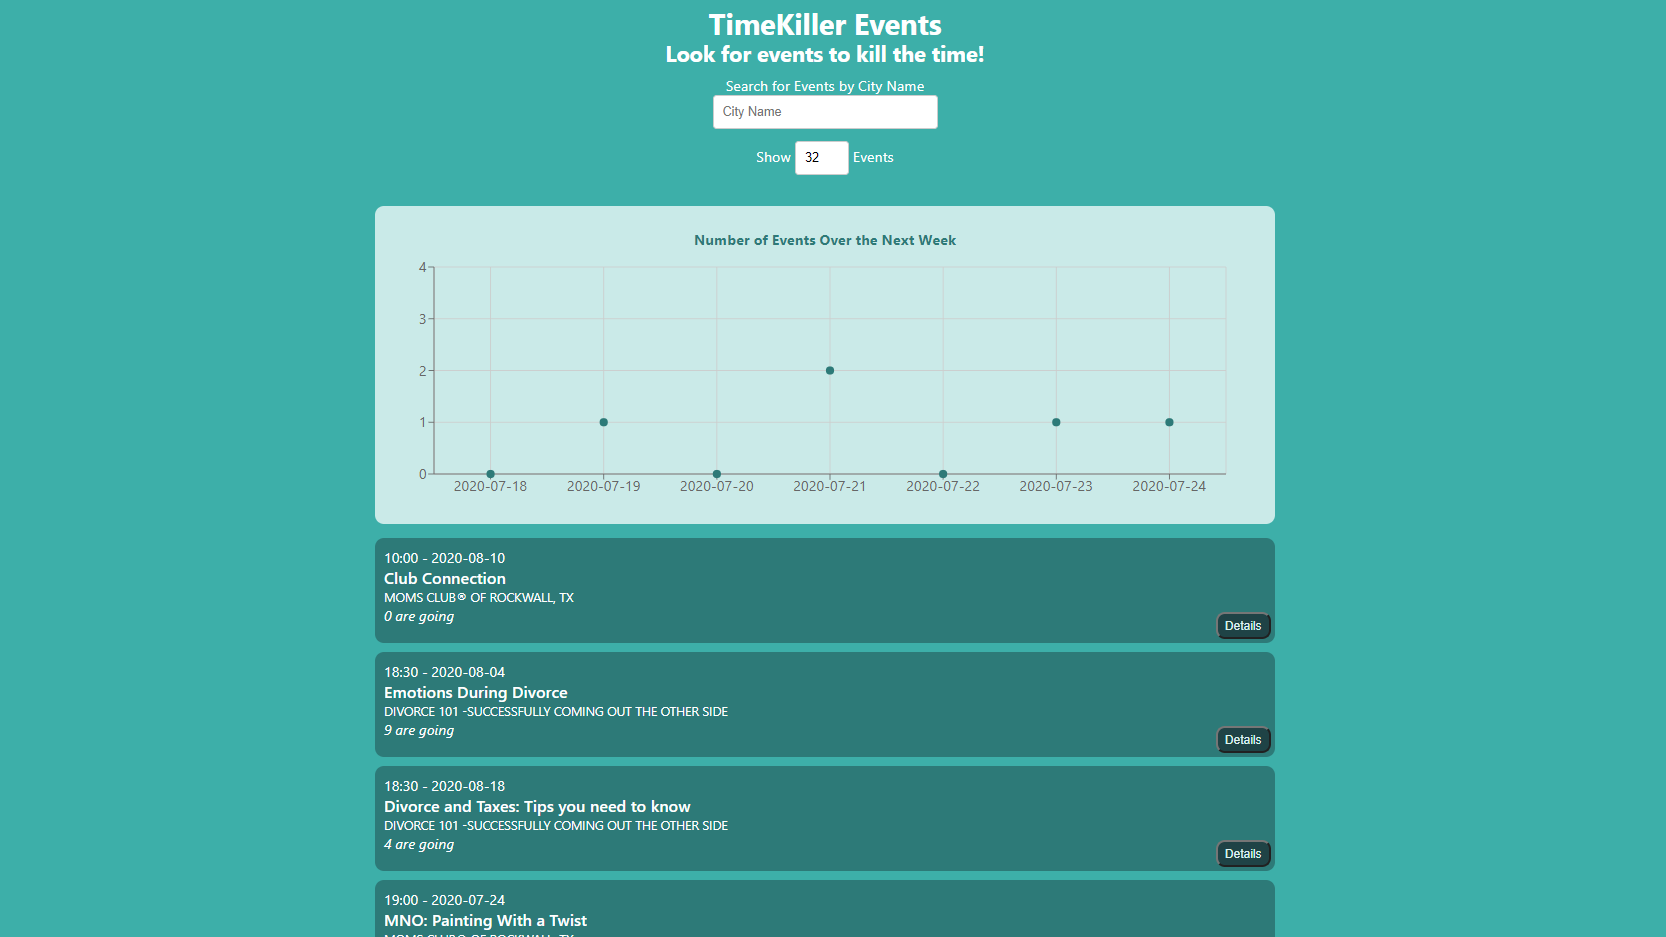 TimeKiller Events
Look for events to kill the time!
Search for Events by City Name
City Name
Show 32 Events
Number of Events Over the Next Week
4
3
2
1
0
2020-07-18 2020-07-19 2020-07-20 2020-07-21 2020-07-22 2020-07-23 2020-07-24
10:00 - 2020-08-10
Club Connection
MOMS CLUB® OF ROCKWALL, TX
0 are going
Details
18:30 - 2020-08-04
Emotions During Divorce
DIVORCE 101 -SUCCESSFULLY COMING OUT THE OTHER SIDE
9 are going
Details
18:30 - 2020-08-18
Divorce and Taxes: Tips you need to know
DIVORCE 101 -SUCCESSFULLY COMING OUT THE OTHER SIDE
4 are going
Details
19:00 - 2020-07-24
MNO: Painting With a Twist
MOMS CLUB® OF ROCKWALL, TX